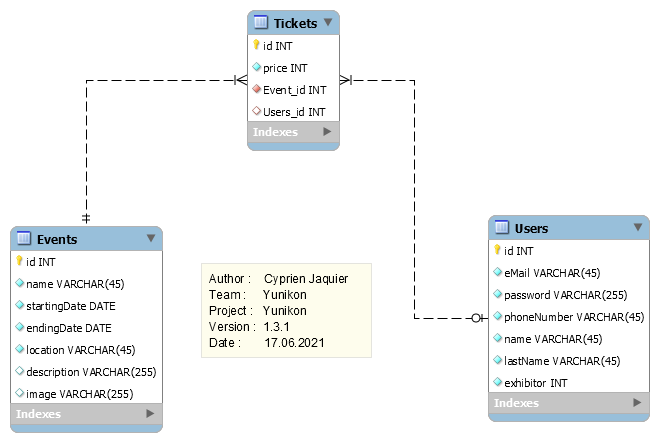 Tickets
id INT
price INT
Event_id INT
Users_id INT
Indexes
Events
id INT
name VARCHAR(45)
startingDate DATE
endingDate DATE
location VARCHAR(45)
description VARCHAR(255)
image VARCHAR(255)
Indexes
Author : Cyprien Jaquier
Team : Yunikon
Project : Yunikon
Version : 1.3.1
Date : 17.06.2021
Users
id INT
eMail VARCHAR(45)
password VARCHAR(255)
phoneNumber VARCHAR(45)
name VARCHAR(45)
lastName VARCHAR(45)
exhibitor INT
Indexes